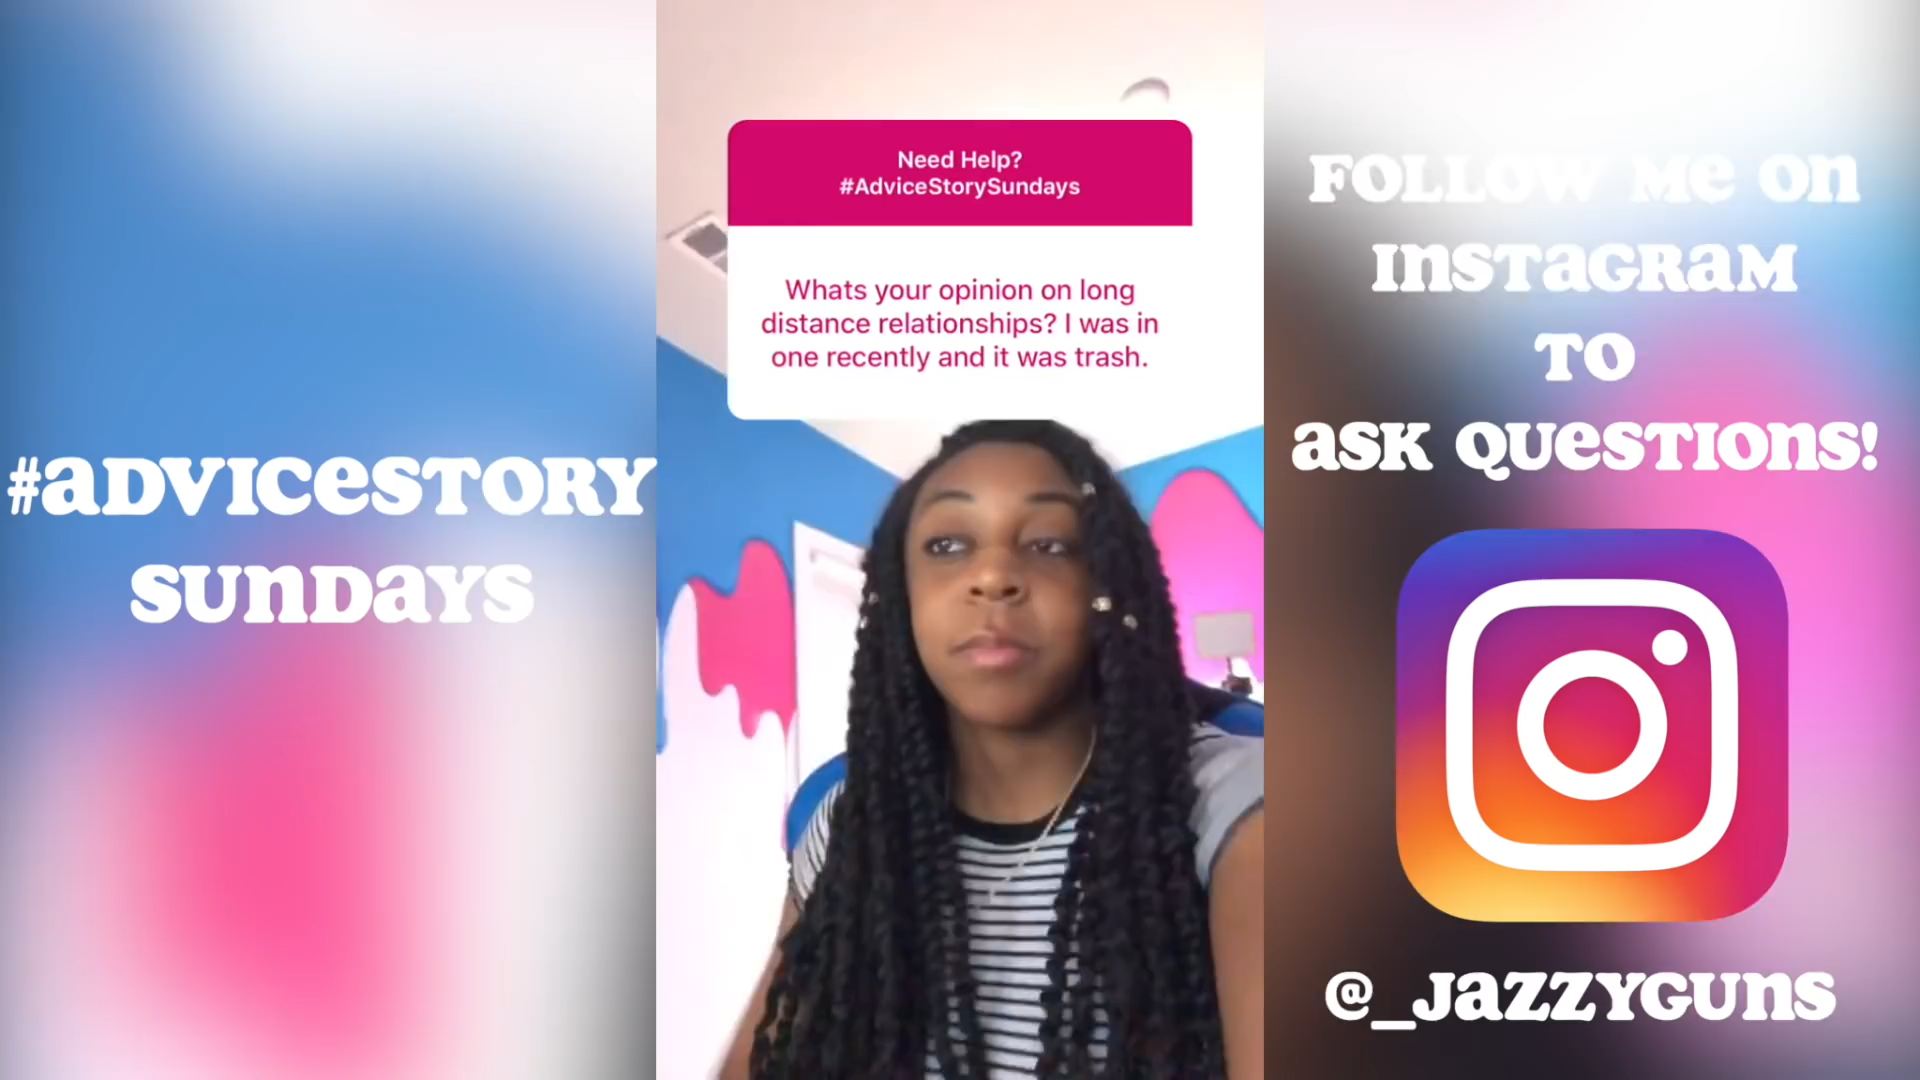 #aDVICeSTORY
SUnDaYS
Need Help?
#AdviceStorySundays
Whats your opinion on long
distance relationships? I was in
one recently and it was trash.
FOLLOW Me On
InSTaGRaM
TO
aSK QUeSTIOnS!
@_JaZZYGUnS